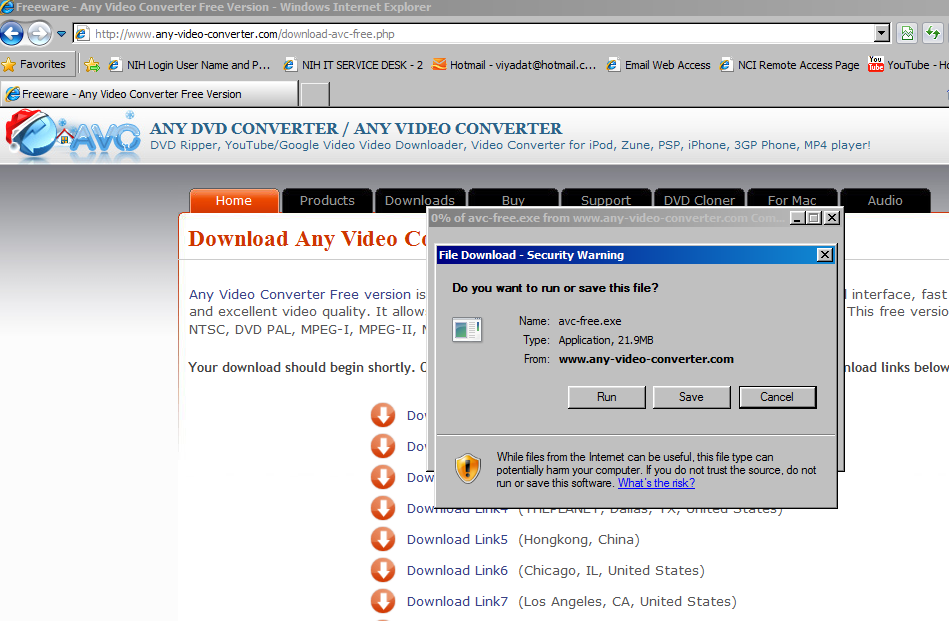 Freeware - Any Video Converter Free Version - Windows Internet Explorer
http://www.any-video-converter.com/download-avc-free.php
Favorites NIH Login User Name and P... NIH IT SERVICE DESK - 2 Hotmail - viyadat@hotmail.c... Email Web Access NCI Remote Access Page YouTube - Ho
Freeware - Any Video Converter Free Version
AVC
ANY DVD CONVERTER / ANY VIDEO CONVERTER
DVD Ripper, YouTube/Google Video Video Downloader, Video Converter for iPod, Zune, PSP, iPhone, 3GP Phone, MP4 player!
Home Products Downloads Buy Support DVD Cloner For Mac Audio
0% of avc-free.exe from www.any-video-converter.com Com...
Download Any Video Co
File Download - Security Warning
Do you want to run or save this file?
Any Video Converter Free version is interface, fast
and excellent video quality. It allow This free versio
NTSC, DVD PAL, MPEG-I, MPEG-II,
Name: avc-free.exe
Type: Application, 21.9MB
From: www.any-video-converter.com
Your download should begin shortly. nload links below
Run Save Cancel
Dow
Dow
Dow
While files from the Internet can be useful, this file type can
potentially harm your computer. If you do not trust the source, do not
run or save this software. What's the risk?
Download Link4 (THEPLANET, Dallas, TX, United States)
Download Link5 (Hongkong, China)
Download Link6 (Chicago, IL, United States)
Download Link7 (Los Angeles, CA, United States)